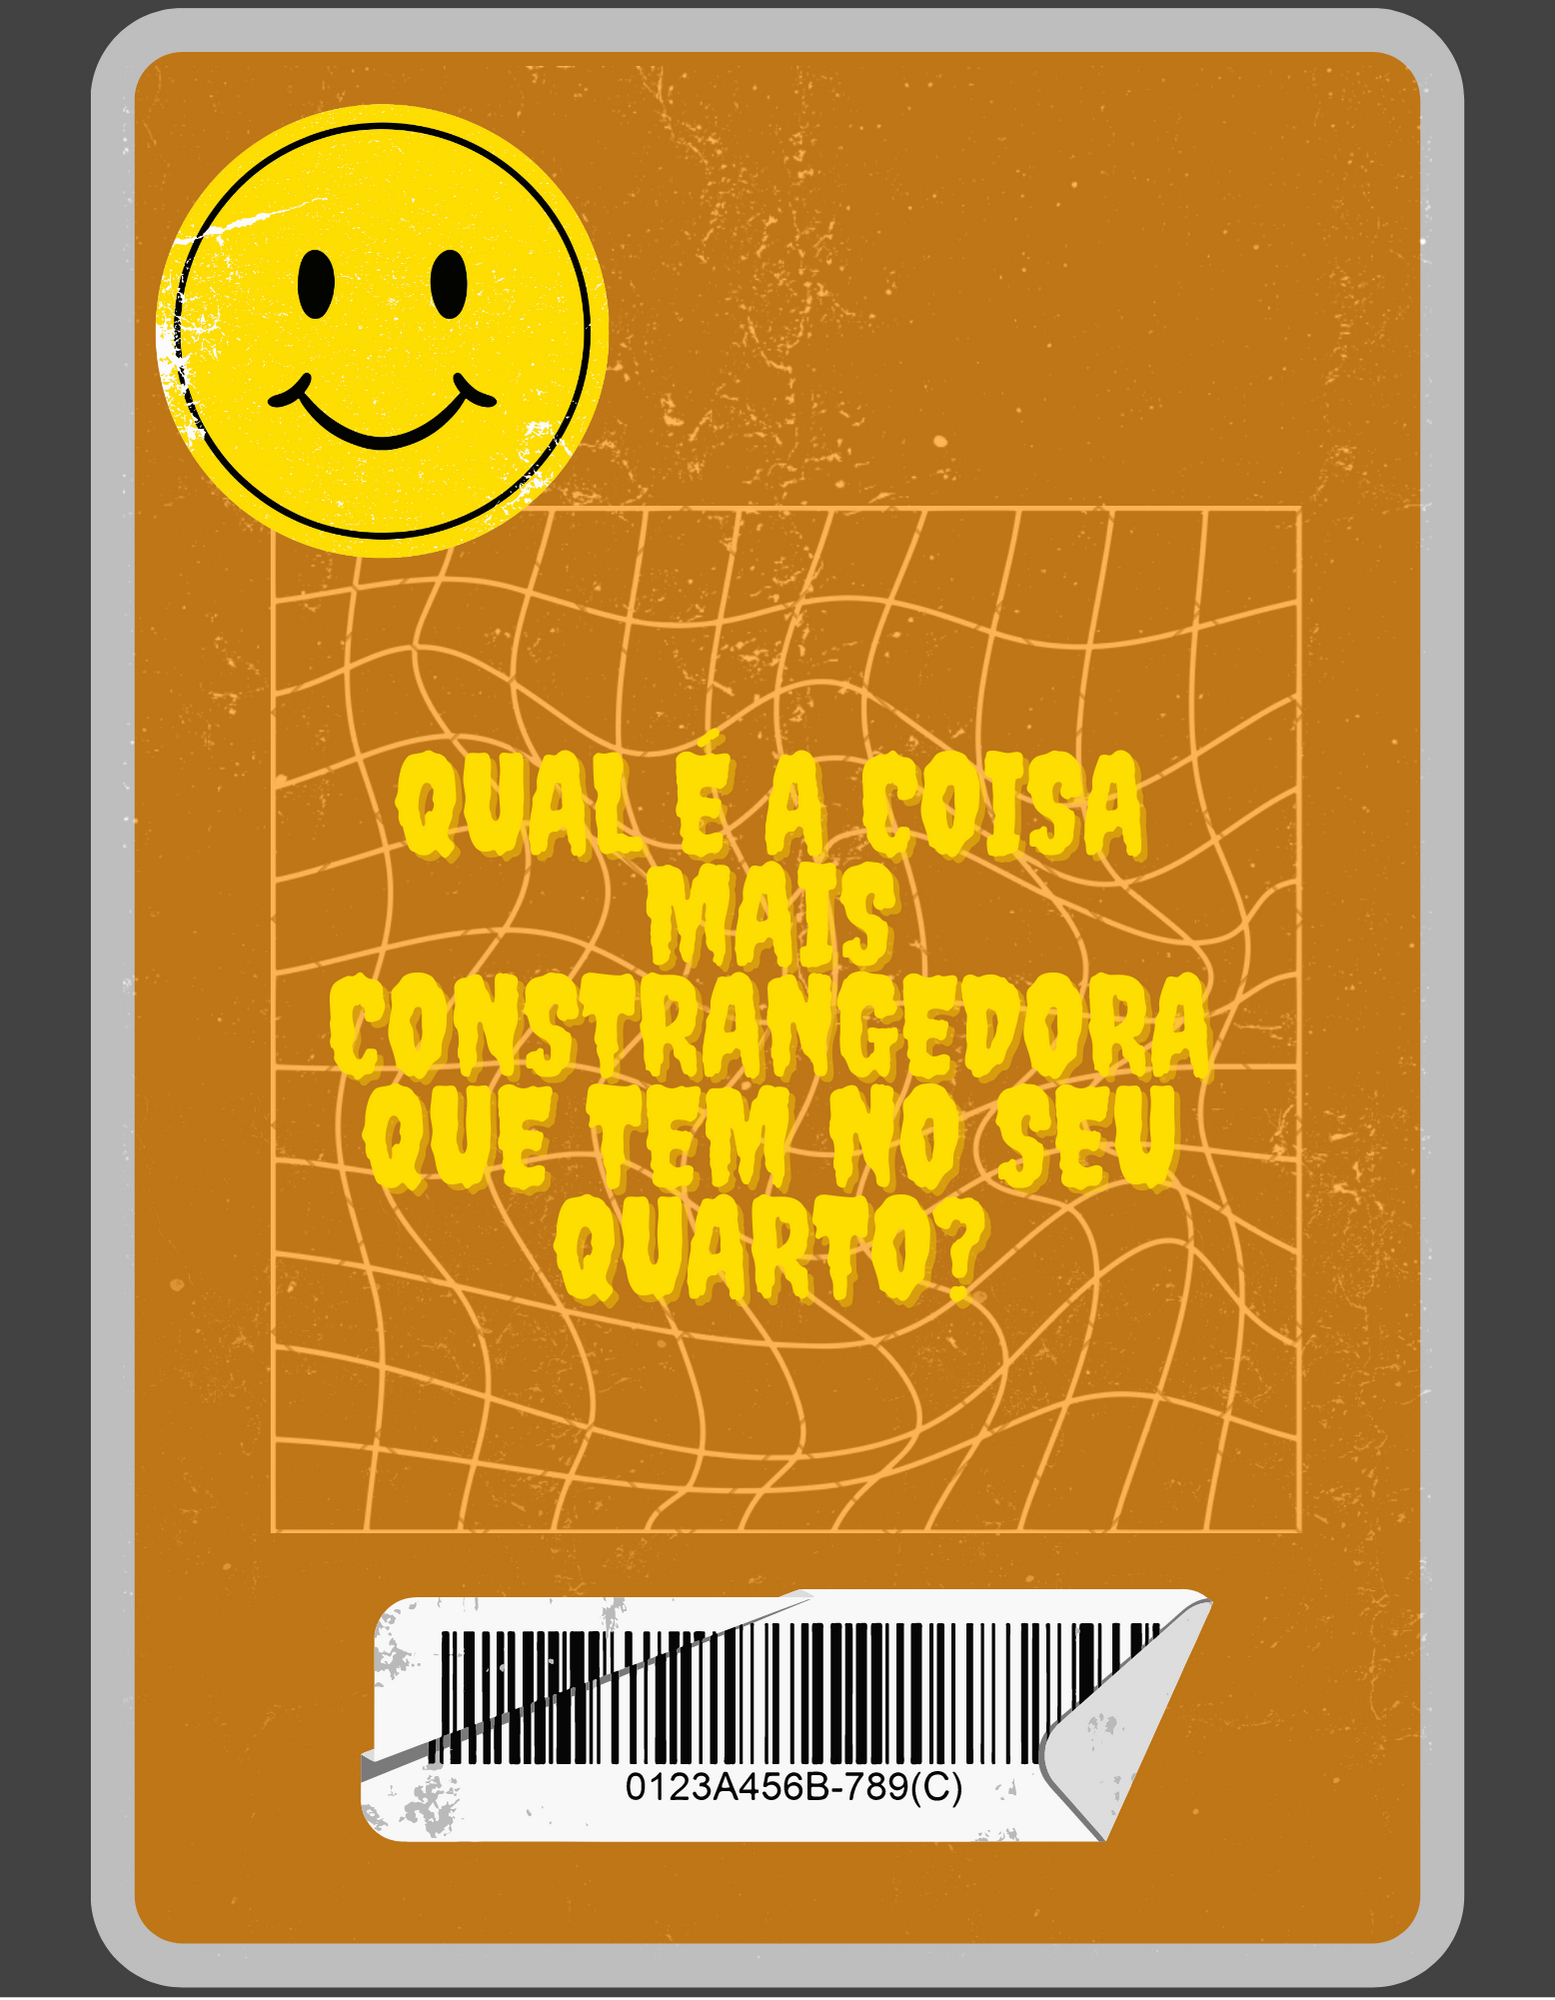 QUAL É A COISA
MAIS
CONSTRANGEDORA
QUE TEM NO SEU
QUARTO?
0123A456B-789(C)